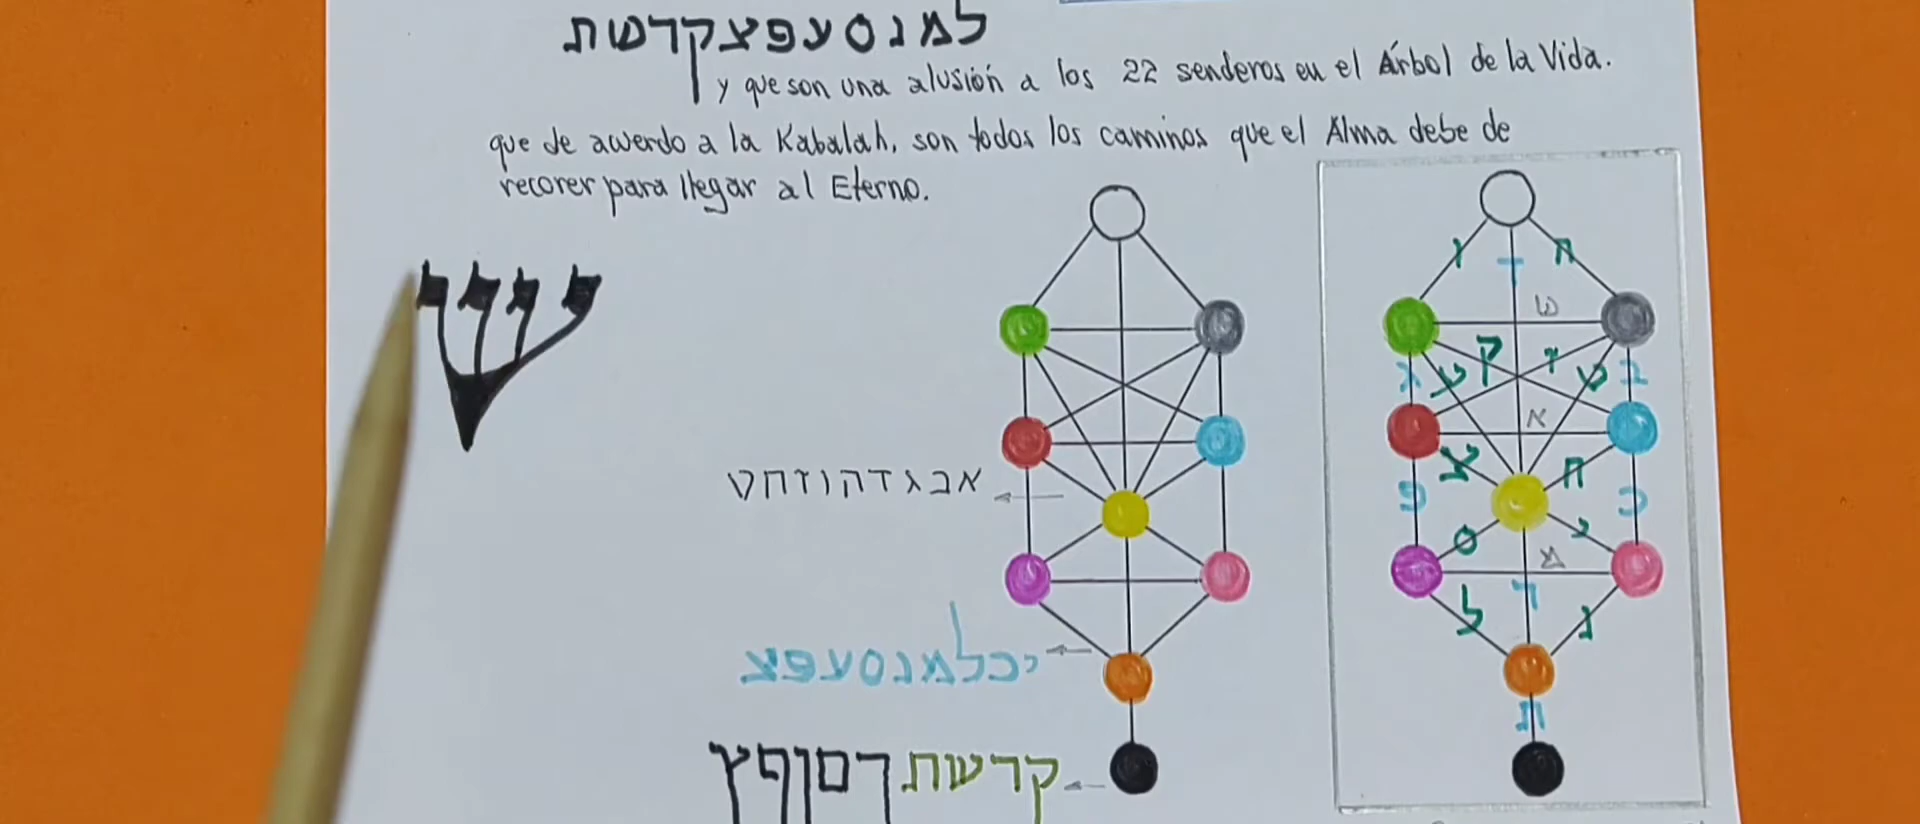 למנסעפצקרשת
y que son una alusión a los 22 senderos en el Árbol de la Vida.
que de acuerdo a la Kabalah, son todos los caminos que el Alma debe de
recorer para llegar al Eterno.
ש
אבגדהוזחט
יכלמנסעפצ
קרשת ךםןףץ
ו
ד
ה
ש
ג
ע
ק
ז
ט
ב
א
צ
ח
פ
כ
ס
י
מ
ל
ר
נ
ת